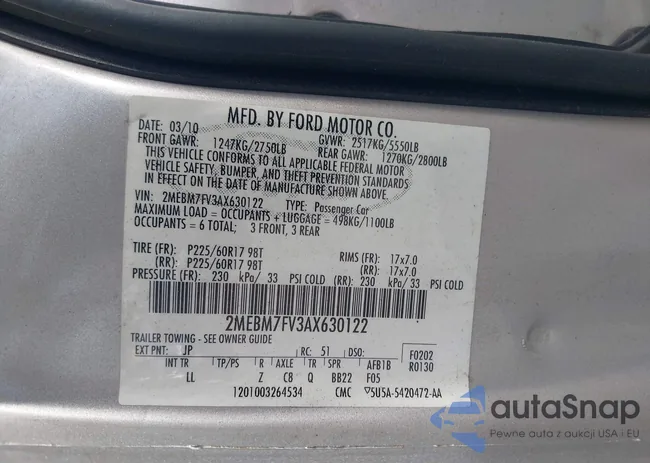 MFD. BY FORD MOTOR CO.
DATE: 03/10 GVWR: 2517KG/5550LB
FRONT GAWR: 1247KG/2750LB REAR GAWR: 1270KG/2800LB
THIS VEHICLE CONFORMS TO ALL APPLICABLE FEDERAL MOTOR
VEHICLE SAFETY, BUMPER, AND THEFT PREVENTION STANDARDS
IN EFFECT ON THE DATE OF MANUFACTURE SHOWN ABOVE
VIN: 2MEBM7FV3AX630122 TYPE: Passenger Car
MAXIMUM LOAD = OCCUPANTS + LUGGAGE = 498KG/1100LB
OCCUPANTS = 6 TOTAL; 3 FRONT, 3 REAR
TIRE (FR): P225/60R17 98T RIMS (FR): 17x7.0
(RR): P225/60R17 98T (RR): 17x7.0
PRESSURE (FR): 230 kPa/ 33 PSI COLD (RR): 230 kPa/ 33 PSI COLD
2MEBM7FV3AX630122
TRAILER TOWING - SEE OWNER GUIDE
EXT PNT: JP RC: 51 DSO: F0202
R0130
INT TR TP/PS R AXLE TR SPR AFB1B
LL Z C8 Q BB22 F05
1201003264534 CMC 5U5A-5420472-AA
autaSnap
Pewne auta z aukcji USA i EU